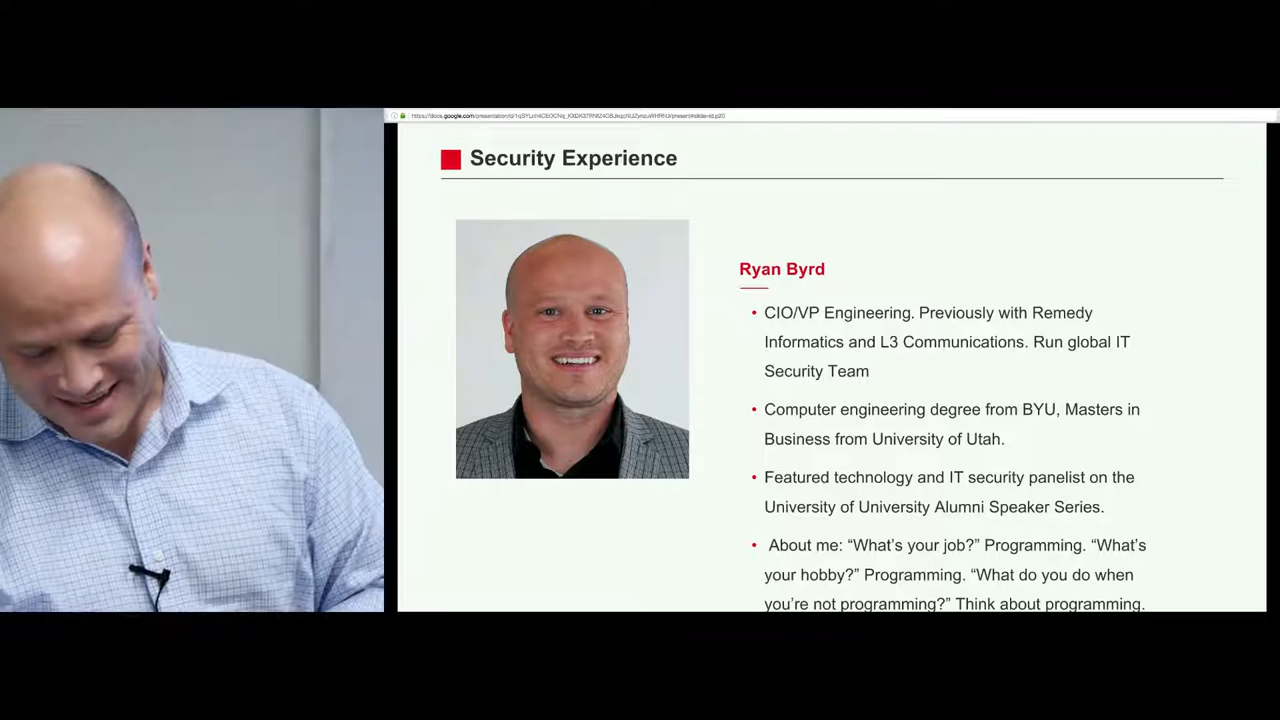 Security Experience
Ryan Byrd
• CIO/VP Engineering. Previously with Remedy
Informatics and L3 Communications. Run global IT
Security Team
• Computer engineering degree from BYU, Masters in
Business from University of Utah.
• Featured technology and IT security panelist on the
University of University Alumni Speaker Series.
• About me: “What’s your job?” Programming. “What’s
your hobby?” Programming. “What do you do when
you’re not programming?” Think about programming.